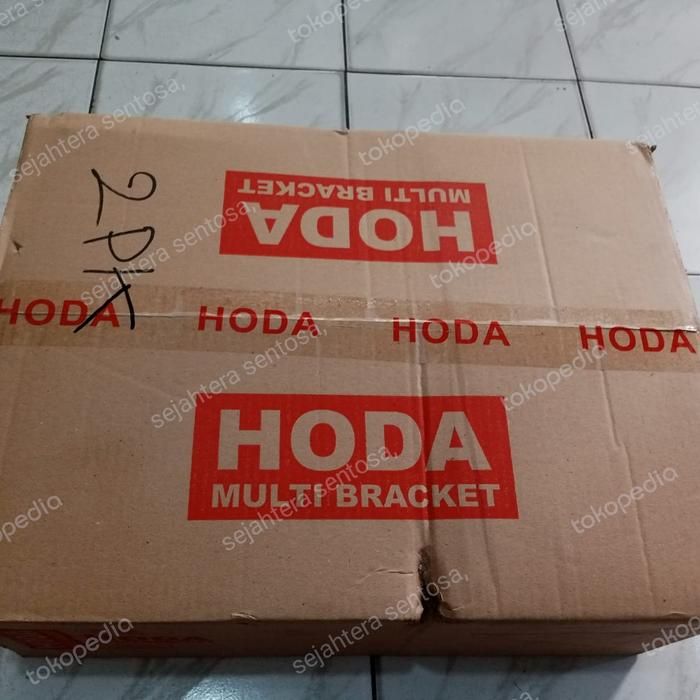 MULTI BRACKET
HODA
2PK
HODA HODA HODA HODA
HODA
MULTI BRACKET
sejahtera sentosa, tokopedia